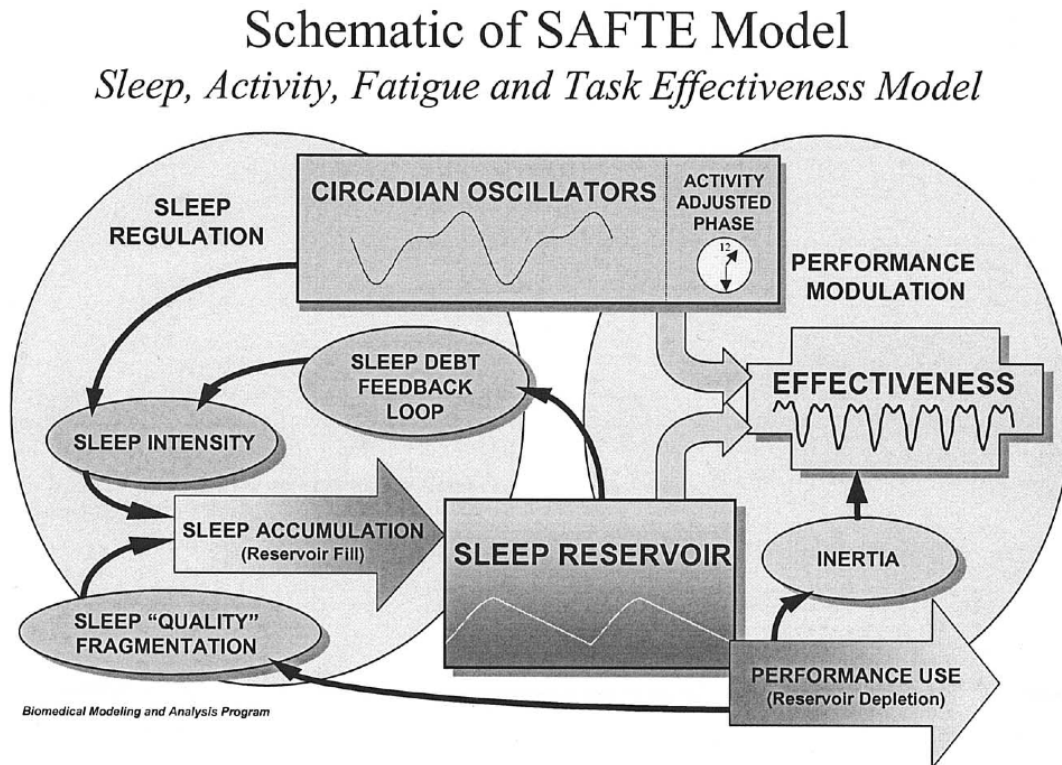 Schematic of SAFTE Model
Sleep, Activity, Fatigue and Task Effectiveness Model
CIRCADIAN OSCILLATORS
ACTIVITY
ADJUSTED
PHASE
12
SLEEP
REGULATION
PERFORMANCE
MODULATION
SLEEP DEBT
FEEDBACK
LOOP
EFFECTIVENESS
SLEEP INTENSITY
SLEEP ACCUMULATION
(Reservoir Fill)
SLEEP RESERVOIR
INERTIA
SLEEP “QUALITY”
FRAGMENTATION
PERFORMANCE USE
(Reservoir Depletion)
Biomedical Modeling and Analysis Program